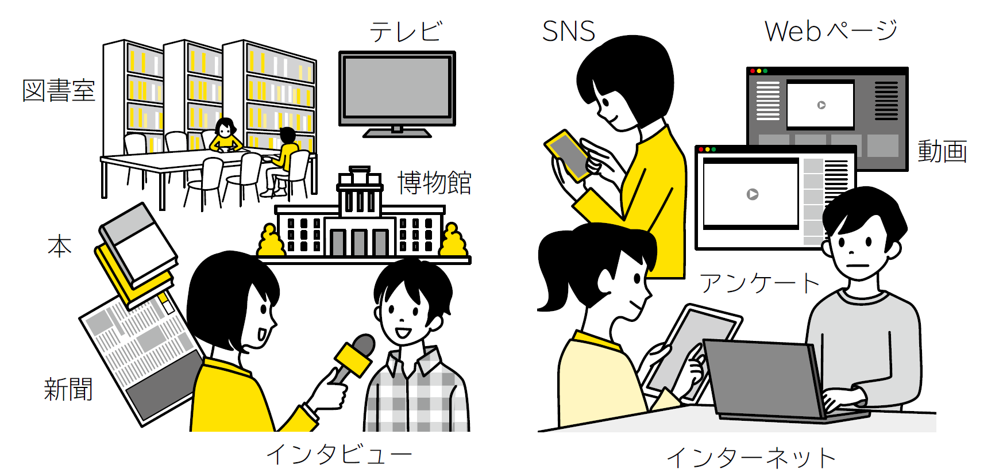 テレビ
図書室
博物館
本
新聞
インタビュー
SNS
Webページ
動画
アンケート
インターネット